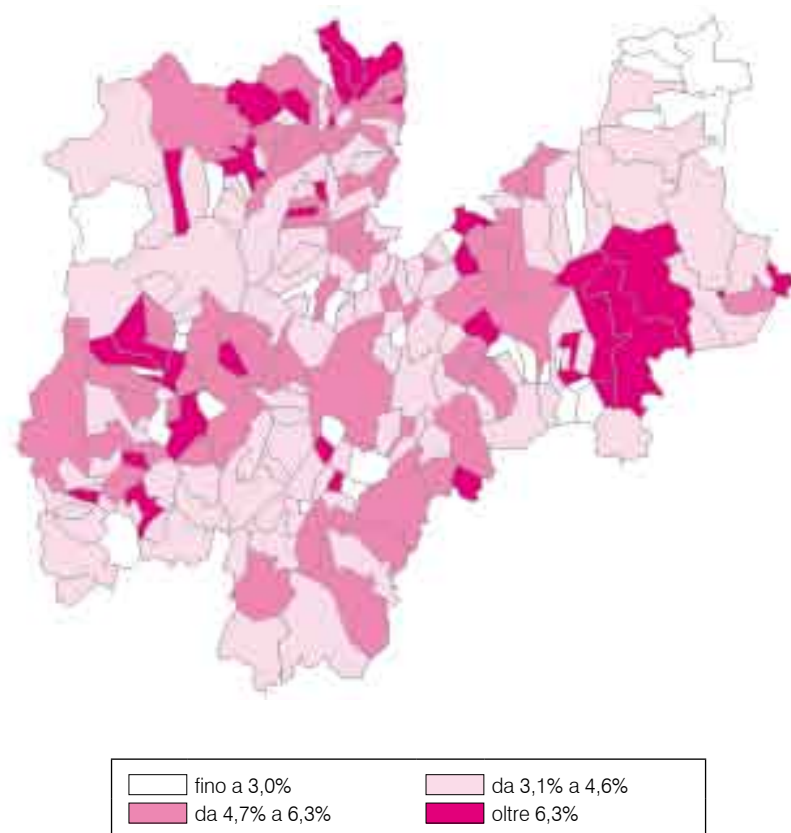 fino a 3,0% da 3,1% a 4,6%
da 4,7% a 6,3% oltre 6,3%